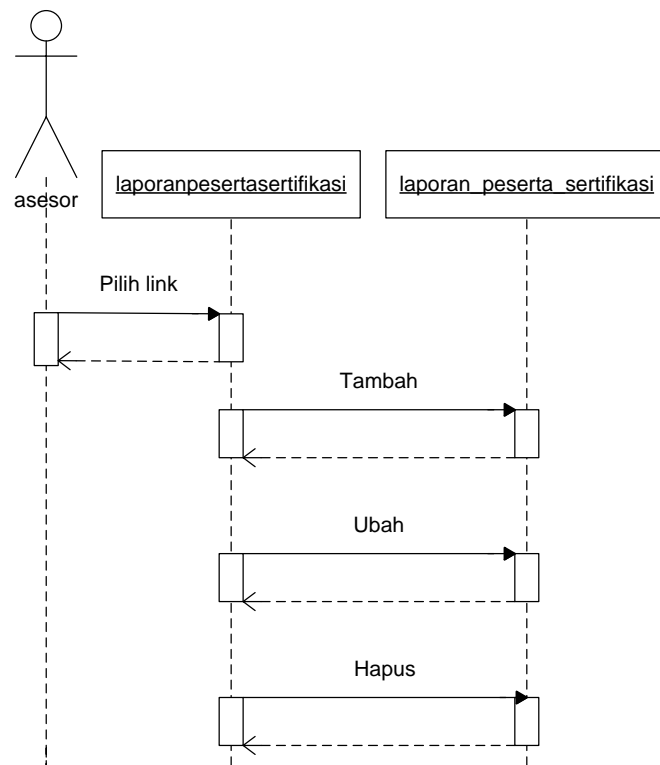 asesor
laporanpesertasertifikasi
laporan_peserta_sertifikasi
Pilih link
Tambah
Ubah
Hapus